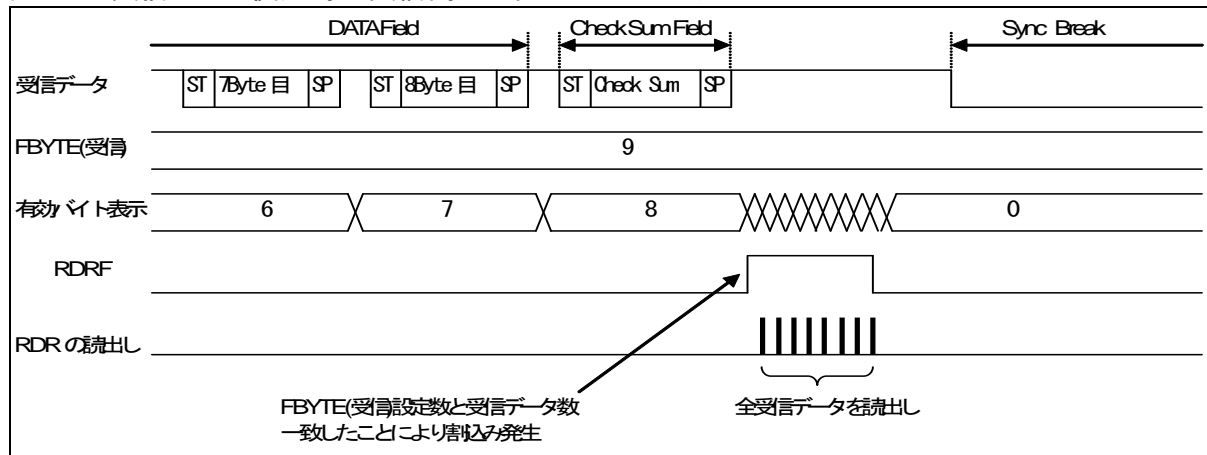 DATAField CheckSum Field Sync Break
受信データ ST 7Byte 目 SP ST 8Byte 目 SP ST Check Sum SP
FBYTE(受信) 9
有効バイト表示 6 7 8 0
RDRF
RDR の読出し
FBYTE(受信)設定数と受信データ数 全受信データを読出し
一致したことにより割込み発生